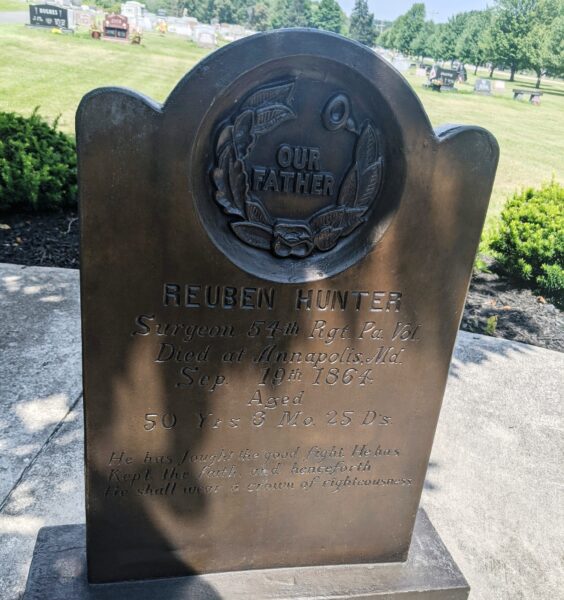 OUR
FATHER
REUBEN HUNTER
Surgeon 54th Rgt. Pa. Vol.
Died at Annapolis, Md.
Sep. 19th 1864.
Aged
50 Yrs 8 Mo. 25 D's.
He has fought the good fight. He has
Kept the faith and henceforth
He shall wear a crown of righteousness